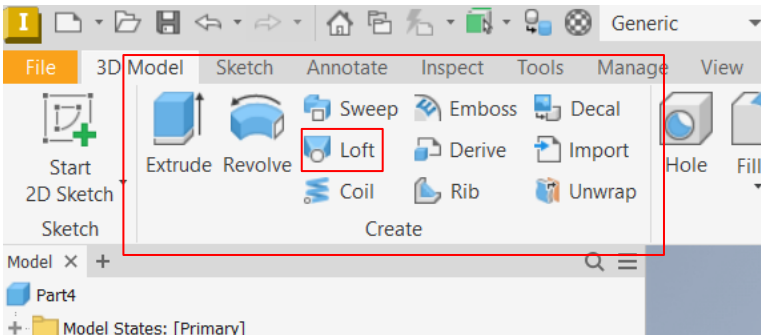 I
Generic
File 3D Model Sketch Annotate Inspect Tools Manage View
Sweep Emboss Decal
Start
2D Sketch
Extrude Revolve
Loft Derive Import
Hole
Coil Rib Unwrap
Sketch Create
Model × +
Part4
Model States: [Primary]